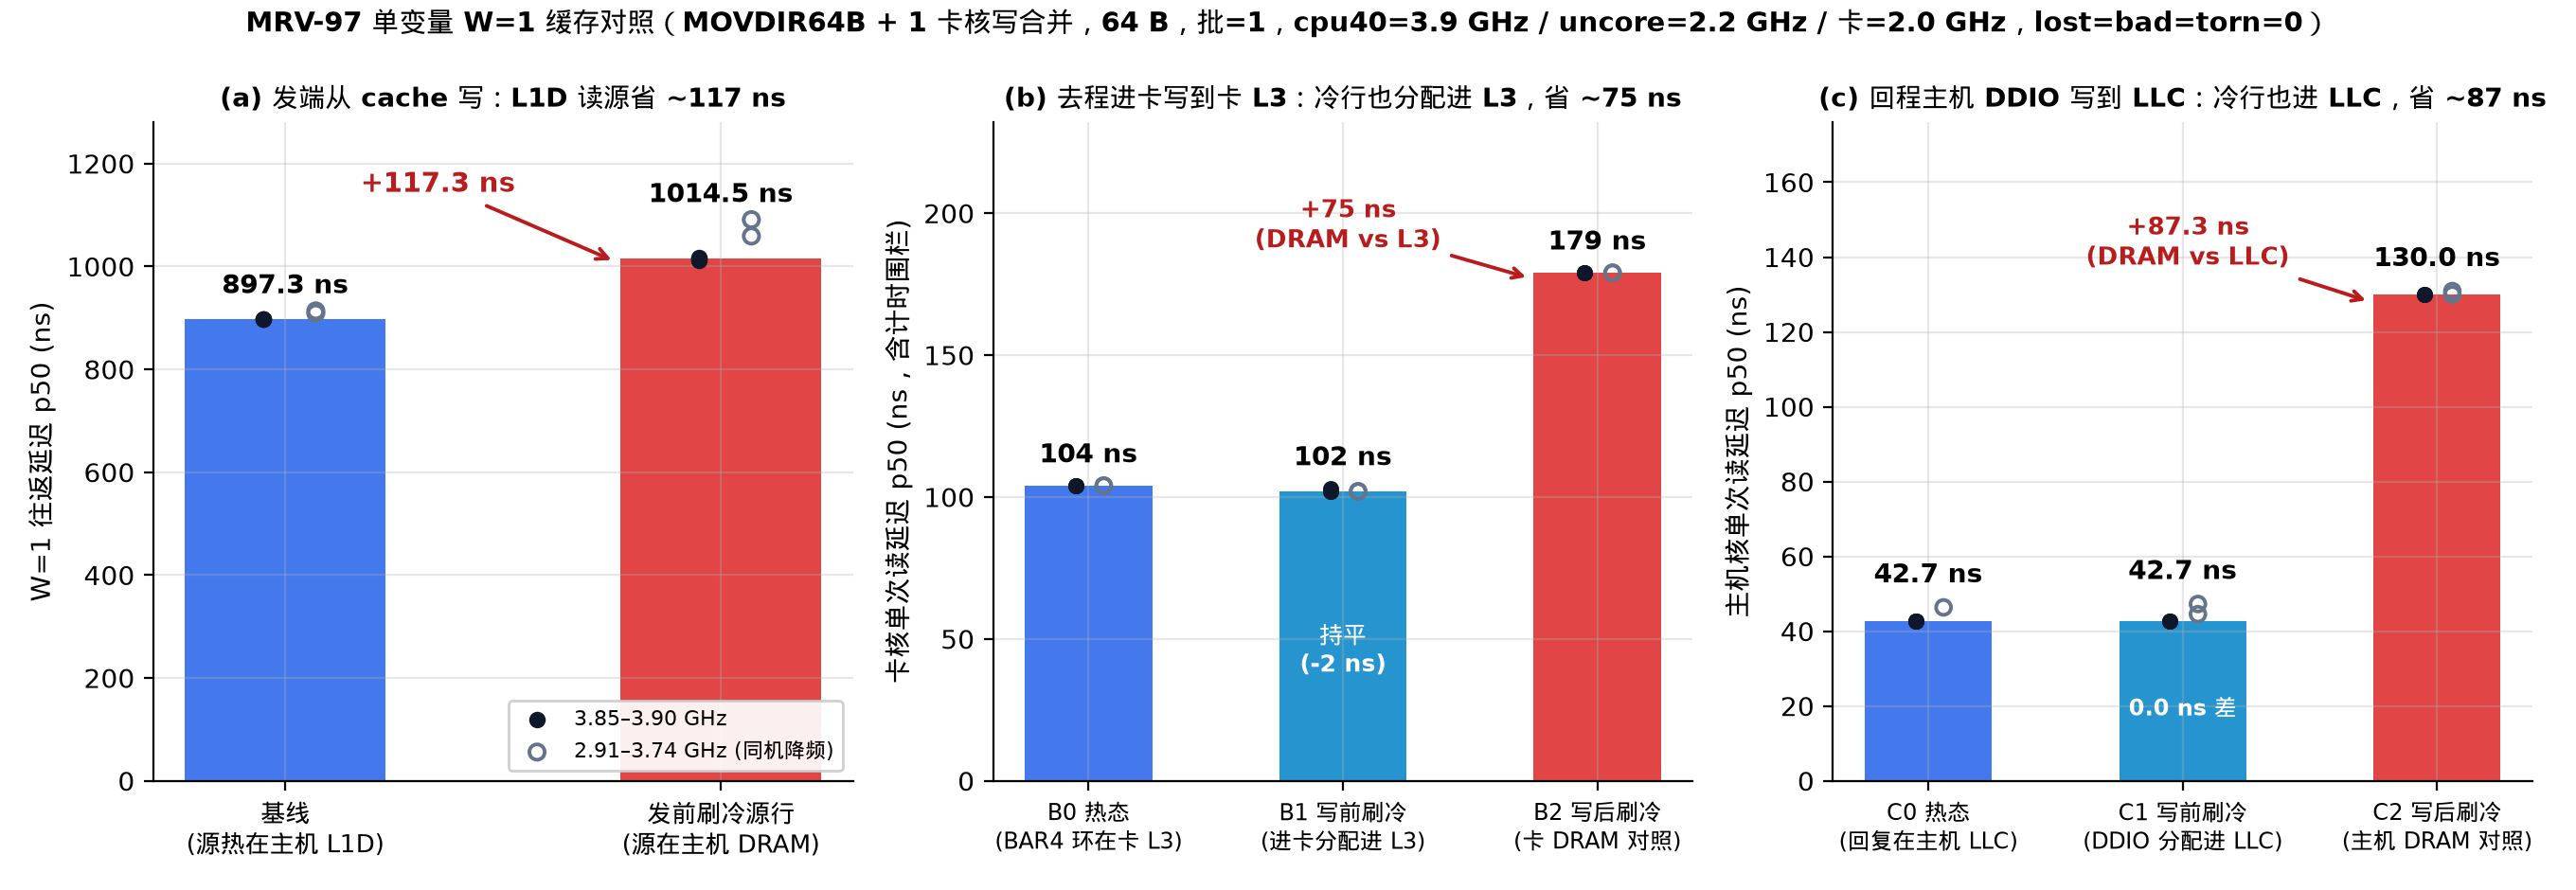 MRV-97 单变量 W=1 缓存对照（MOVDIR64B + 1 卡核写合并，64 B，批=1，cpu40=3.9 GHz / uncore=2.2 GHz / 卡=2.0 GHz，lost=bad=torn=0）
(a) 发端从 cache 写：L1D 读源省 ~117 ns
W=1 往返延迟 p50 (ns)
1200
1000
800
600
400
200
0
+117.3 ns
897.3 ns
1014.5 ns
3.85–3.90 GHz
2.91–3.74 GHz (同机降频)
基线
(源热在主机 L1D)
发前刷冷源行
(源在主机 DRAM)
(b) 去程进卡写到卡 L3：冷行也分配进 L3，省 ~75 ns
卡核单次读延迟 p50 (ns，含计时围栏)
200
150
100
50
0
+75 ns
(DRAM vs L3)
104 ns
102 ns
179 ns
持平
(-2 ns)
B0 热态
(BAR4 环在卡 L3)
B1 写前刷冷
(进卡分配进 L3)
B2 写后刷冷
(卡 DRAM 对照)
(c) 回程主机 DDIO 写到 LLC：冷行也进 LLC，省 ~87 ns
主机核单次读延迟 p50 (ns)
160
140
120
100
80
60
40
20
0
+87.3 ns
(DRAM vs LLC)
42.7 ns
42.7 ns
130.0 ns
0.0 ns 差
C0 热态
(回复在主机 LLC)
C1 写前刷冷
(DDIO 分配进 LLC)
C2 写后刷冷
(主机 DRAM 对照)